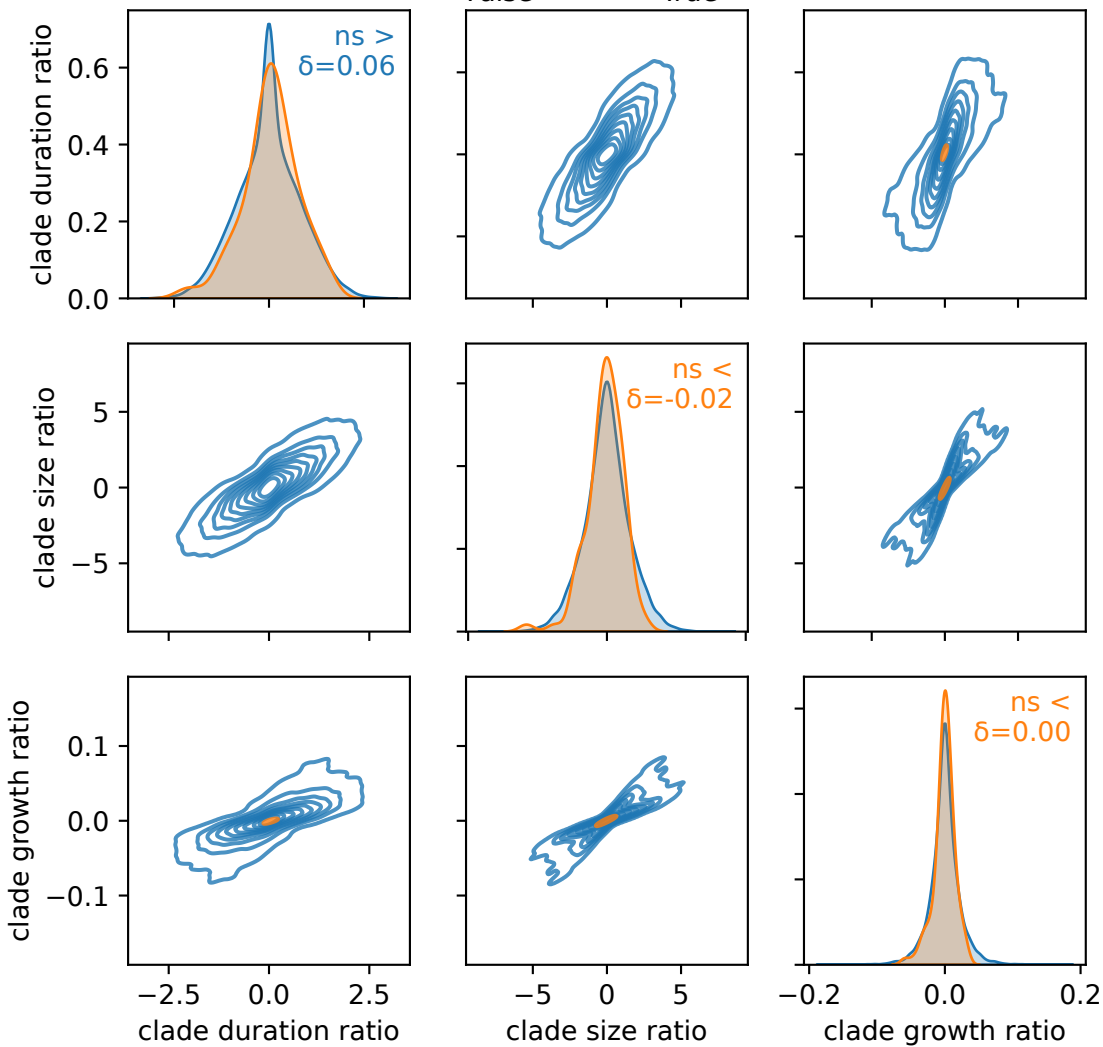 clade duration ratio
0.6
0.4
0.2
0.0
ns >
δ=0.06
clade size ratio
5
0
−5
ns <
δ=-0.02
clade growth ratio
0.1
0.0
−0.1
ns <
δ=0.00
−2.5 0.0 2.5
clade duration ratio
−5 0 5
clade size ratio
−0.2 0.0 0.2
clade growth ratio